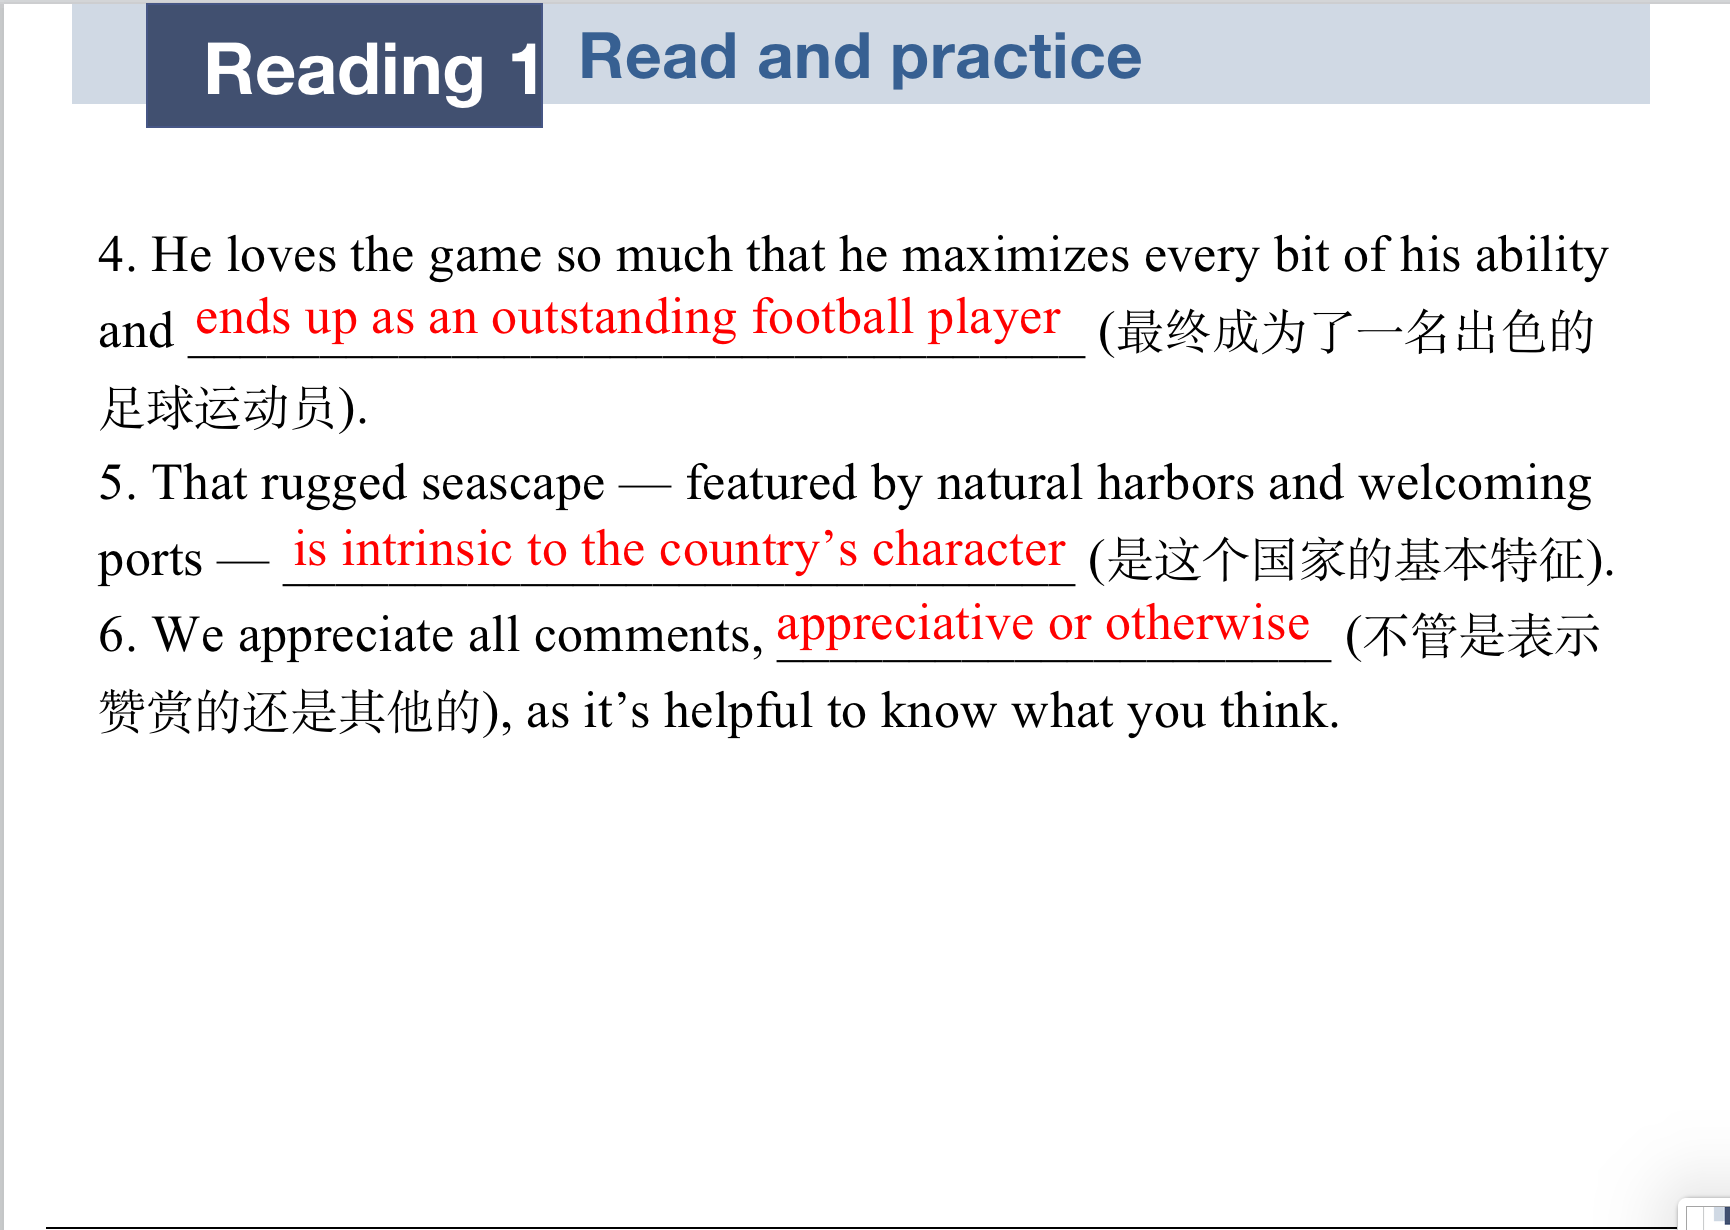 Reading 1 Read and practice
4. He loves the game so much that he maximizes every bit of his ability
and ends up as an outstanding football player (最终成为了一名出色的
足球运动员).
5. That rugged seascape — featured by natural harbors and welcoming
ports — is intrinsic to the country’s character (是这个国家的基本特征).
6. We appreciate all comments, appreciative or otherwise (不管是表示
赞赏的还是其他的), as it’s helpful to know what you think.